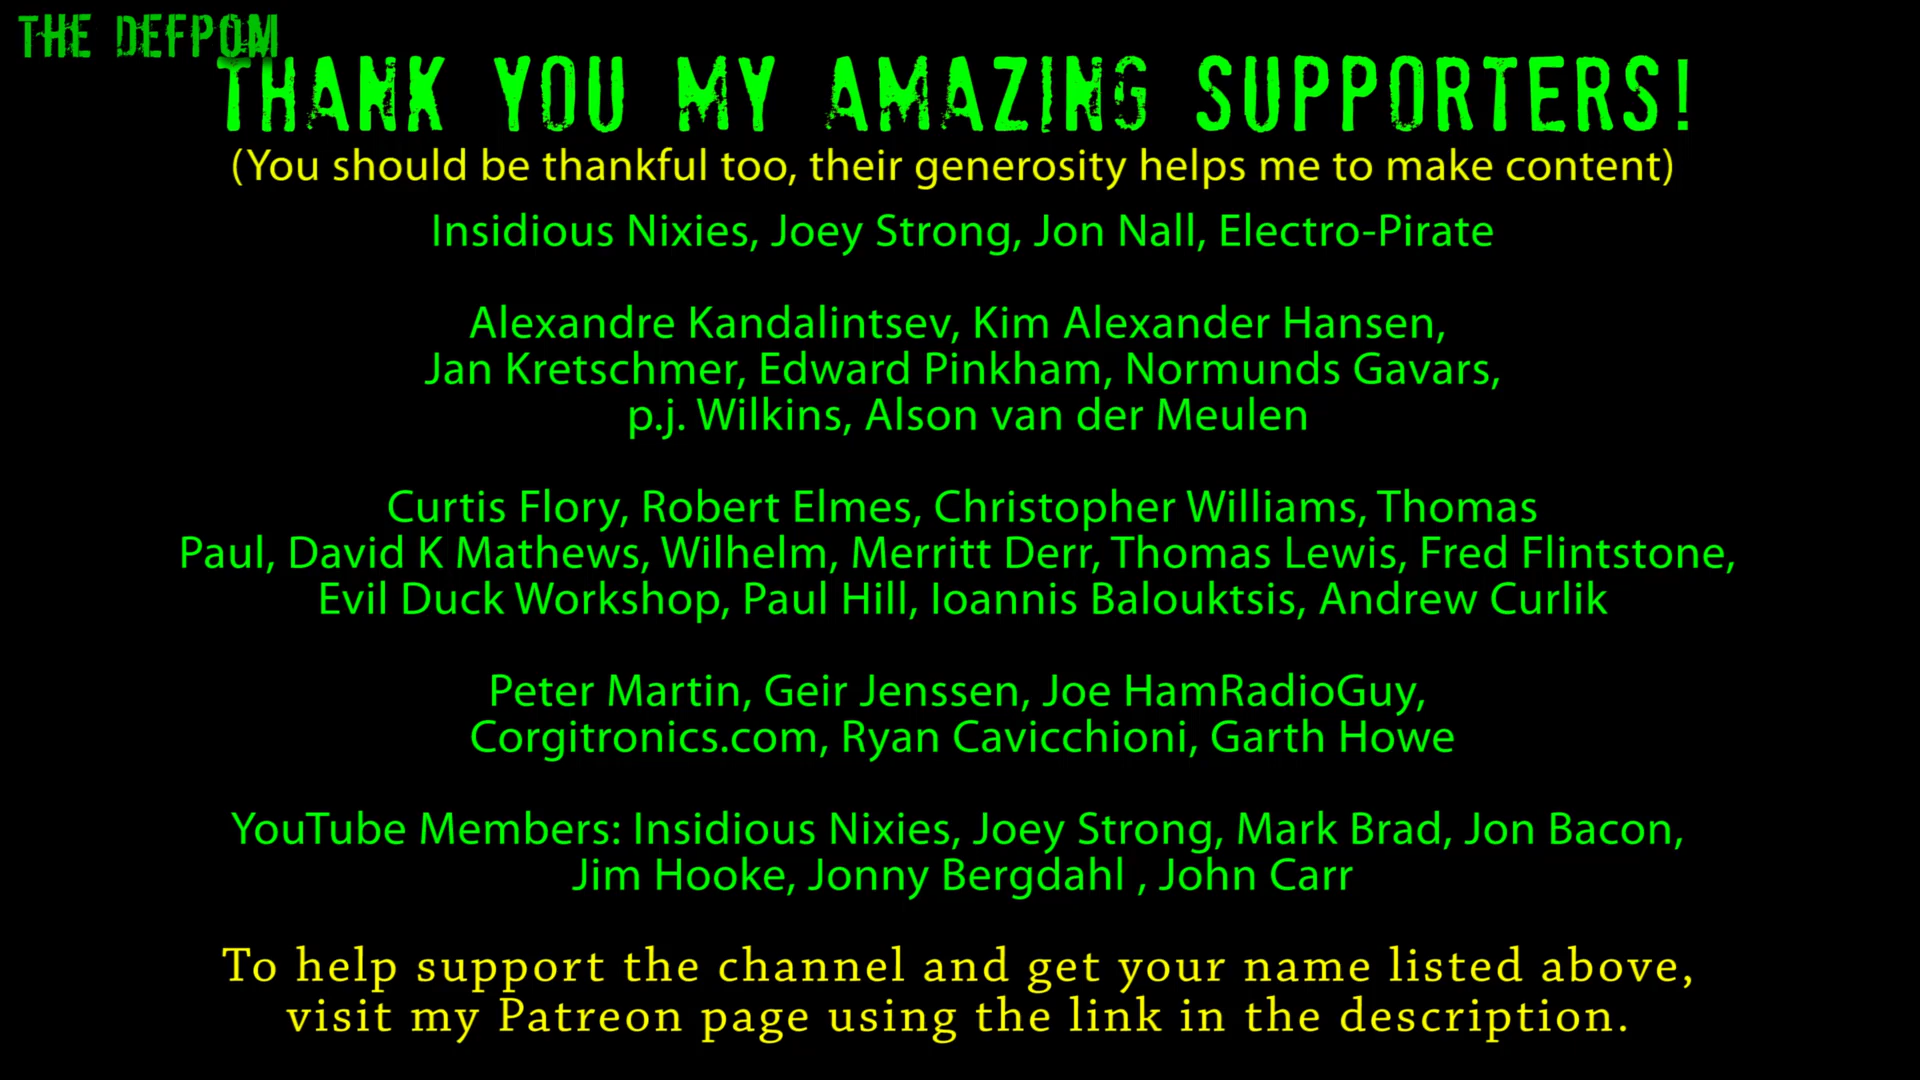 THE DEFPOM
THANK YOU MY AMAZING SUPPORTERS!
(You should be thankful too, their generosity helps me to make content)
Insidious Nixies, Joey Strong, Jon Nall, Electro-Pirate
Alexandre Kandalintsev, Kim Alexander Hansen,
Jan Kretschmer, Edward Pinkham, Normunds Gavars,
p.j. Wilkins, Alson van der Meulen
Curtis Flory, Robert Elmes, Christopher Williams, Thomas
Paul, David K Mathews, Wilhelm, Merritt Derr, Thomas Lewis, Fred Flintstone,
Evil Duck Workshop, Paul Hill, Ioannis Balouktsis, Andrew Curlik
Peter Martin, Geir Jenssen, Joe HamRadioGuy,
Corgitronics.com, Ryan Cavicchioni, Garth Howe
YouTube Members: Insidious Nixies, Joey Strong, Mark Brad, Jon Bacon,
Jim Hooke, Jonny Bergdahl , John Carr
To help support the channel and get your name listed above,
visit my Patreon page using the link in the description.